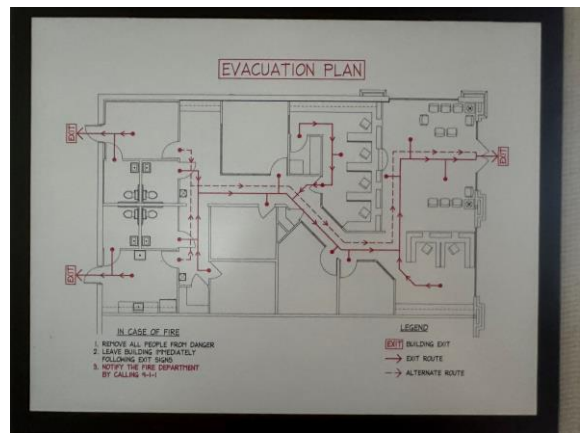 EVACUATION PLAN
EXIT
EXIT
EXIT
IN CASE OF FIRE
1. REMOVE ALL PEOPLE FROM DANGER
2. LEAVE BUILDING IMMEDIATELY
FOLLOWING EXIT SIGNS
3. NOTIFY THE FIRE DEPARTMENT
BY CALLING 9-1-1
LEGEND
EXIT BUILDING EXIT
EXIT ROUTE
ALTERNATE ROUTE